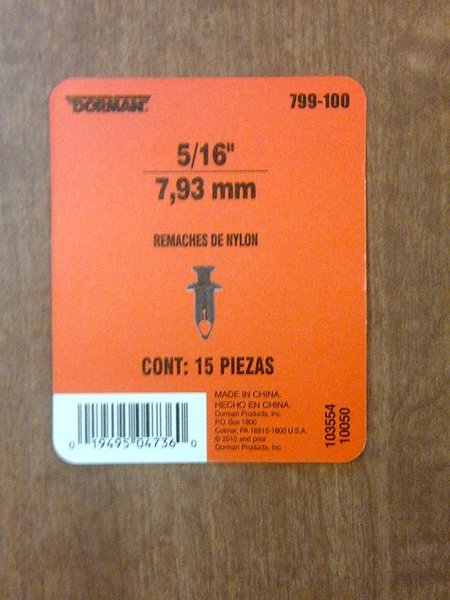 DORMAN
799-100
5/16"
7,93 mm
REMACHES DE NYLON
CONT: 15 PIEZAS
MADE IN CHINA.
HECHO EN CHINA.
Dorman Products, Inc.
P.O. Box 1800
Colmar, PA 18915-1800 U.S.A.
© 2010 and prior
Dorman Products, Inc.
0 19495 04736 0
103554
10050